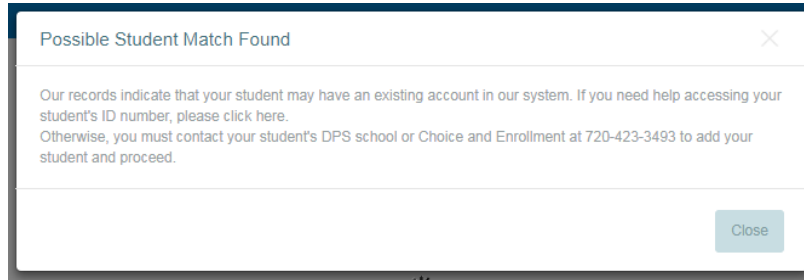 Possible Student Match Found
Our records indicate that your student may have an existing account in our system. If you need help accessing your
student's ID number, please click here.
Otherwise, you must contact your student's DPS school or Choice and Enrollment at 720-423-3493 to add your
student and proceed.
Close